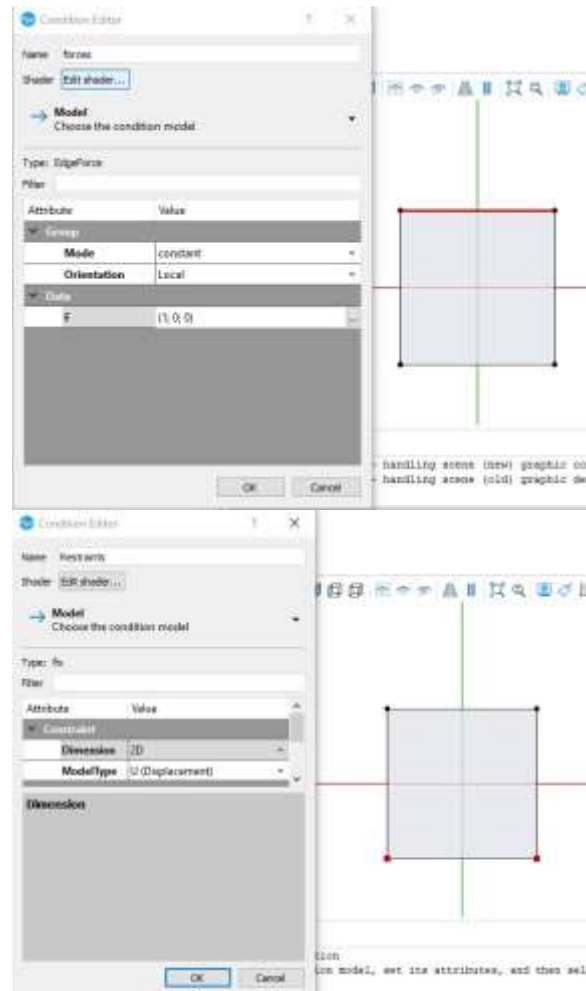 Condition Editor
Name forces
Shader Edit shader...
Model
Choose the condition model
Type: EdgeForce
Filter
Attribute Value
Group
Mode constant
Orientation Local
Data
F (1; 0; 0) ...
OK Cancel
handling scene (new) graphic co
handling scene (old) graphic de
Condition Editor
Name Restraints
Shader Edit shader...
Model
Choose the condition model
Type: fix
Filter
Attribute Value
Constraint
Dimension 2D
ModelType U (Displacement)
Dimension
tion
ion model, set its attributes, and then sel
OK Cancel